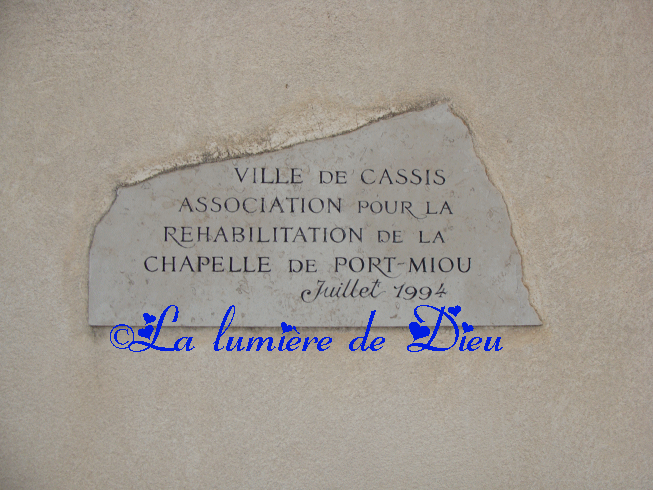 VILLE DE CASSIS
ASSOCIATION POUR LA
REHABILITATION DE LA
CHAPELLE DE PORT-MIOU
Juillet 1994
©La lumière de Dieu